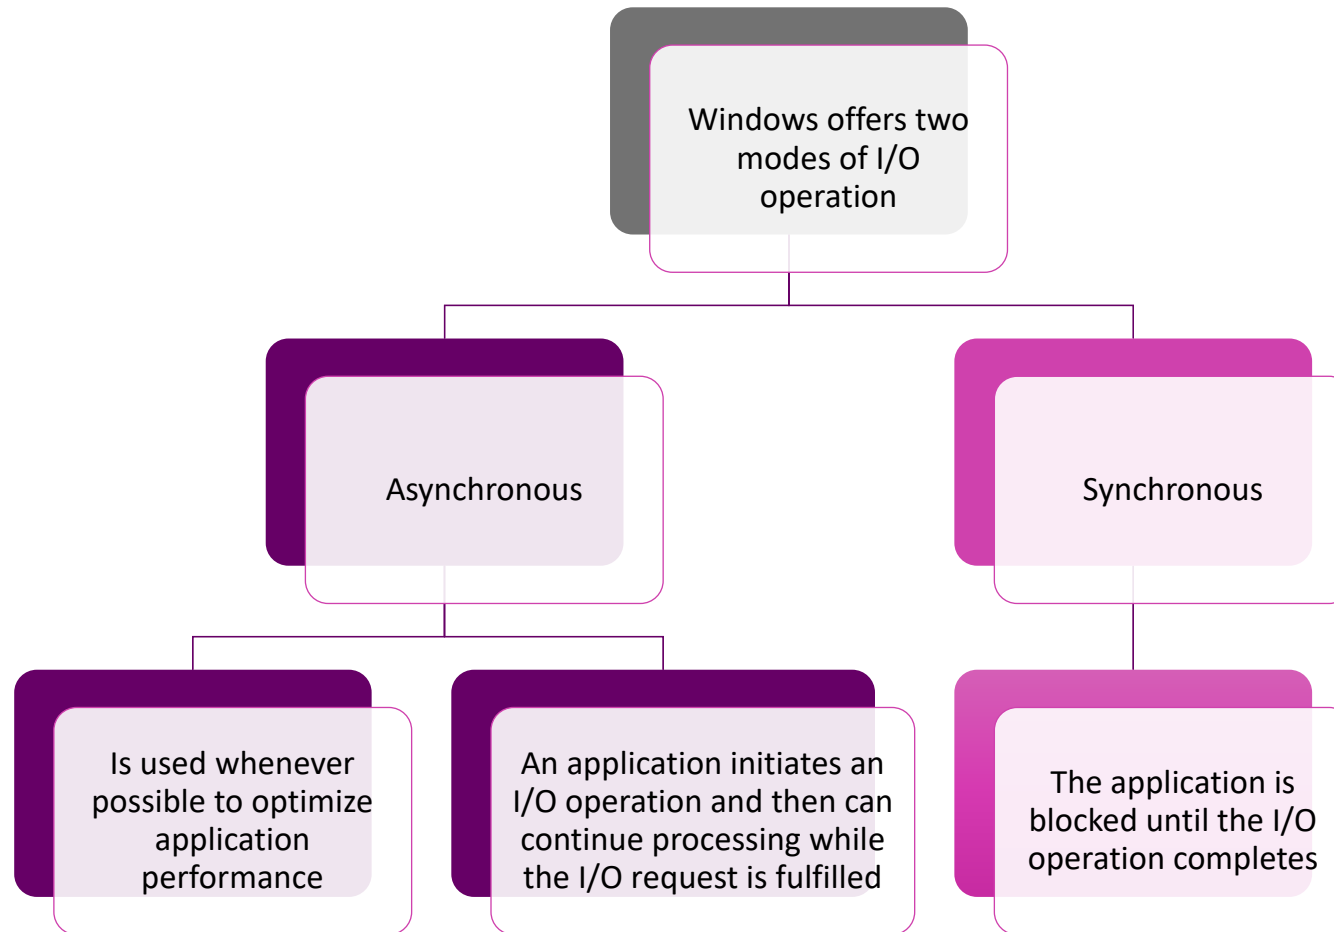 Windows offers two
modes of I/O
operation
Asynchronous
Synchronous
Is used whenever
possible to optimize
application
performance
An application initiates an
I/O operation and then can
continue processing while
the I/O request is fulfilled
The application is
blocked until the I/O
operation completes